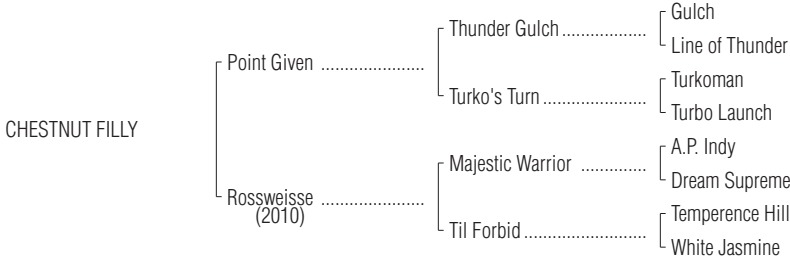 Gulch
Thunder Gulch ..................
Line of Thunder
Point Given ......................
Turkoman
Turko's Turn ......................
Turbo Launch
CHESTNUT FILLY
A.P. Indy
Majestic Warrior ..............
Dream Supreme
Rossweisse ......................
(2010)
Temperence Hill
Til Forbid ..........................
White Jasmine